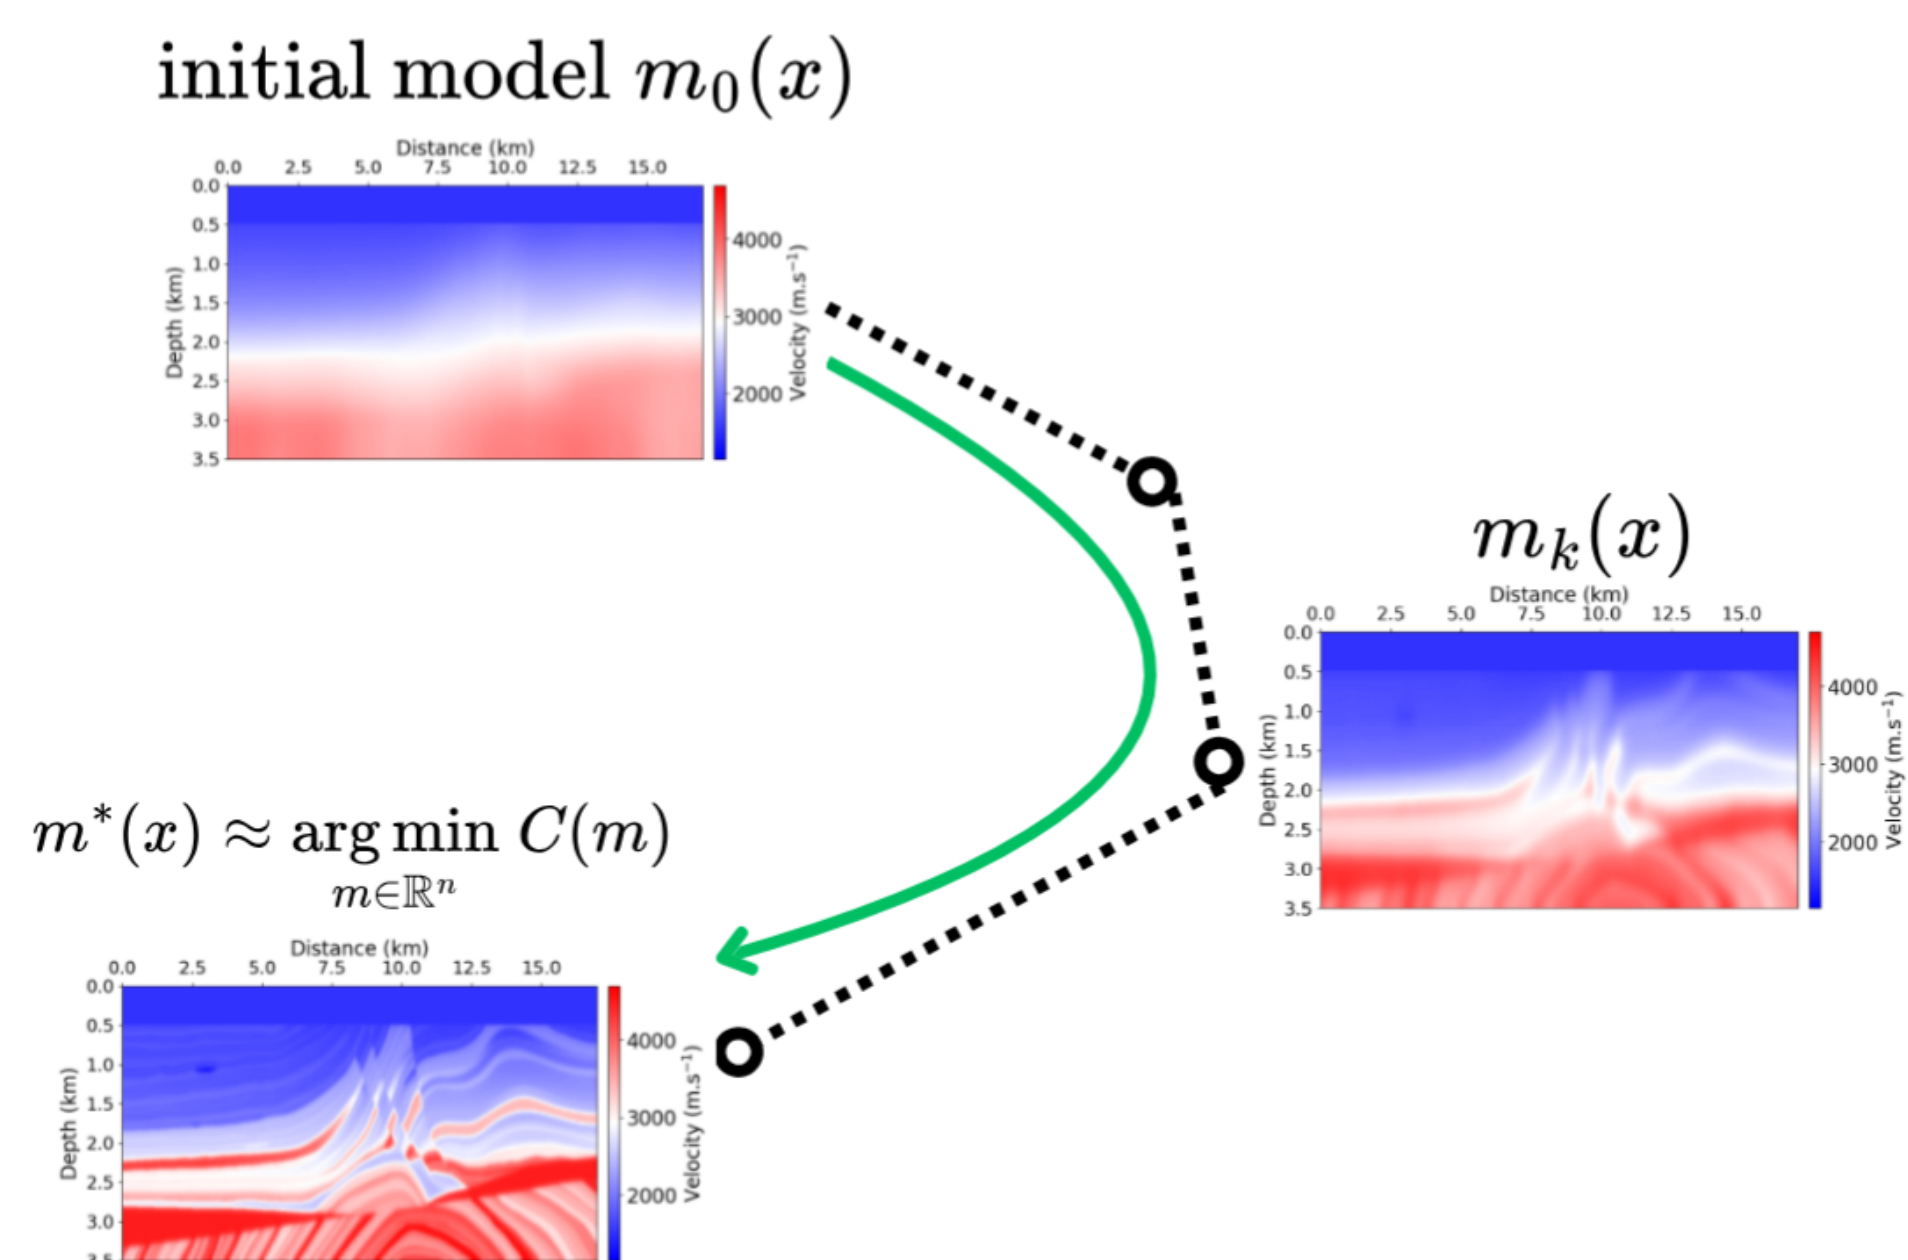 initial model m₀(x)
Distance (km)
0.0 2.5 5.0 7.5 10.0 12.5 15.0
Depth (km)
0.0
0.5
1.0
1.5
2.0
2.5
3.0
3.5
4000
3000
2000
Velocity (m.s⁻¹)
mₖ(x)
Distance (km)
0.0 2.5 5.0 7.5 10.0 12.5 15.0
Depth (km)
0.0
0.5
1.0
1.5
2.0
2.5
3.0
3.5
4000
3000
2000
Velocity (m.s⁻¹)
m*(x) ≈ arg min C(m)
m∈ℝⁿ
Distance (km)
0.0 2.5 5.0 7.5 10.0 12.5 15.0
Depth (km)
0.0
0.5
1.0
1.5
2.0
2.5
3.0
3.5
4000
3000
2000
Velocity (m.s⁻¹)